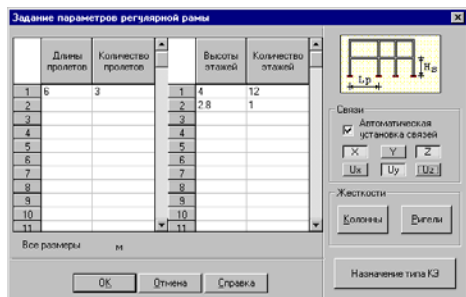 Задание параметров регулярной рамы
Длины пролетов
Количество пролетов
Высоты этажей
Количество этажей
1 6 3
2
3
4
5
6
7
8
9
10
11
1 4 12
2 2.8 1
3
4
5
6
7
8
9
10
11
Все размеры м
OK Отмена Справка
Lp
Связи
Автоматическая
установка связей
X Y Z
Ux Uy Uz
Жесткости
Колонны Ригели
Назначение типа КЭ